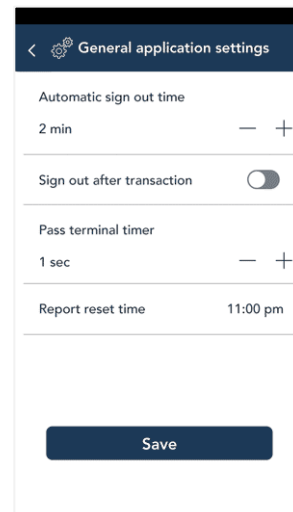 General application settings
Automatic sign out time
2 min
Sign out after transaction
Pass terminal timer
1 sec
Report reset time 11:00 pm
Save